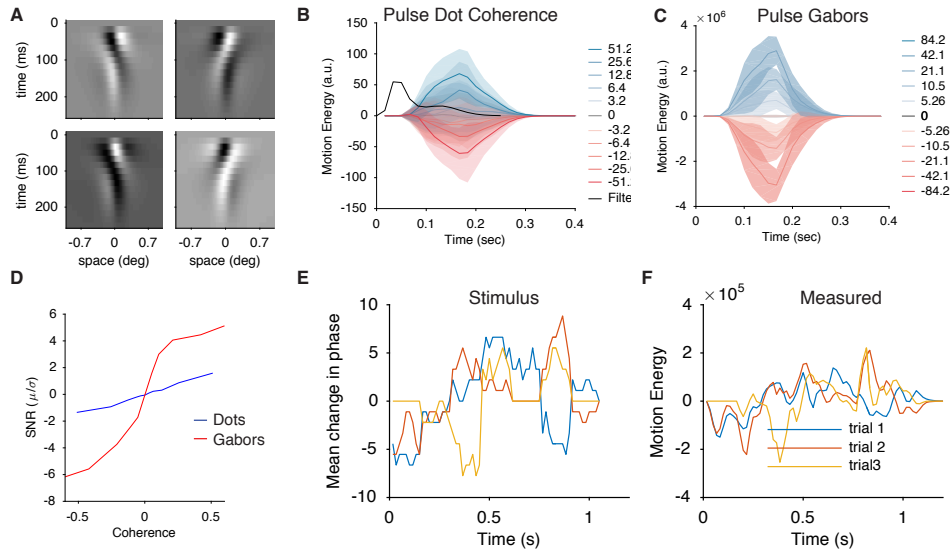 A
0
100
200
time (ms)
0
100
200
time (ms)
-0.7 0 0.7
space (deg)
-0.7 0 0.7
space (deg)
B
Pulse Dot Coherence
150
100
50
0
-50
-100
-150
Motion Energy (a.u.)
0 0.1 0.2 0.3 0.4
Time (sec)
51.2
25.6
12.8
6.4
3.2
0
-3.2
-6.4
-12.8
-25.6
-51.2
Filte
C
Pulse Gabors
×10⁶
4
2
0
-2
-4
Motion Energy (a.u.)
0 0.1 0.2 0.3 0.4
Time (sec)
84.2
42.1
21.1
10.5
5.26
0
-5.26
-10.5
-21.1
-42.1
-84.2
D
6
4
2
0
-2
-4
-6
-8
SNR (μ/σ)
Dots
Gabors
-0.5 0 0.5
Coherence
E
Stimulus
10
5
0
-5
-10
Mean change in phase
0 0.5 1
Time (s)
F
Measured
×10⁵
4
2
0
-2
-4
Motion Energy
trial 1
trial 2
trial3
0 0.5 1
Time (s)